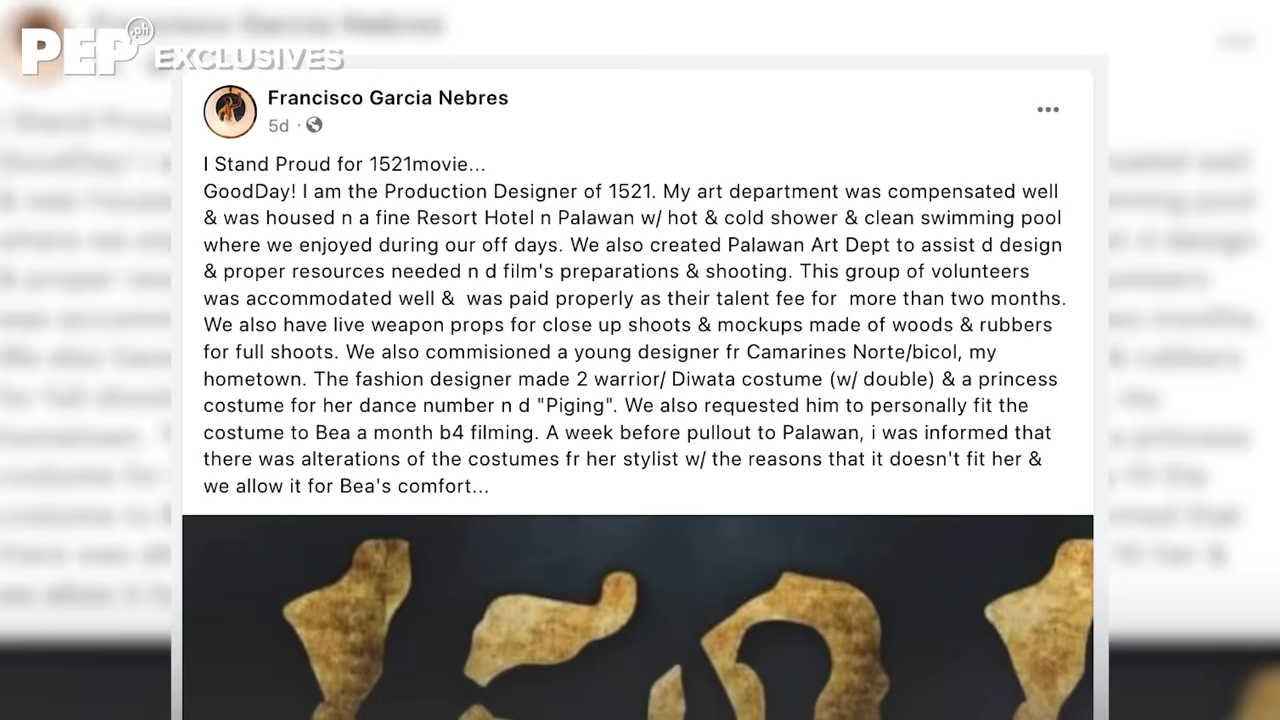 PEP.ph
EXCLUSIVES
Francisco Garcia Nebres
5d ·
I Stand Proud for 1521movie...
GoodDay! I am the Production Designer of 1521. My art department was compensated well
& was housed n a fine Resort Hotel n Palawan w/ hot & cold shower & clean swimming pool
where we enjoyed during our off days. We also created Palawan Art Dept to assist d design
& proper resources needed n d film's preparations & shooting. This group of volunteers
was accommodated well &  was paid properly as their talent fee for  more than two months.
We also have live weapon props for close up shoots & mockups made of woods & rubbers
for full shoots. We also commisioned a young designer fr Camarines Norte/bicol, my
hometown. The fashion designer made 2 warrior/ Diwata costume (w/ double) & a princess
costume for her dance number n d "Piging". We also requested him to personally fit the
costume to Bea a month b4 filming. A week before pullout to Palawan, i was informed that
there was alterations of the costumes fr her stylist w/ the reasons that it doesn't fit her &
we allow it for Bea's comfort...